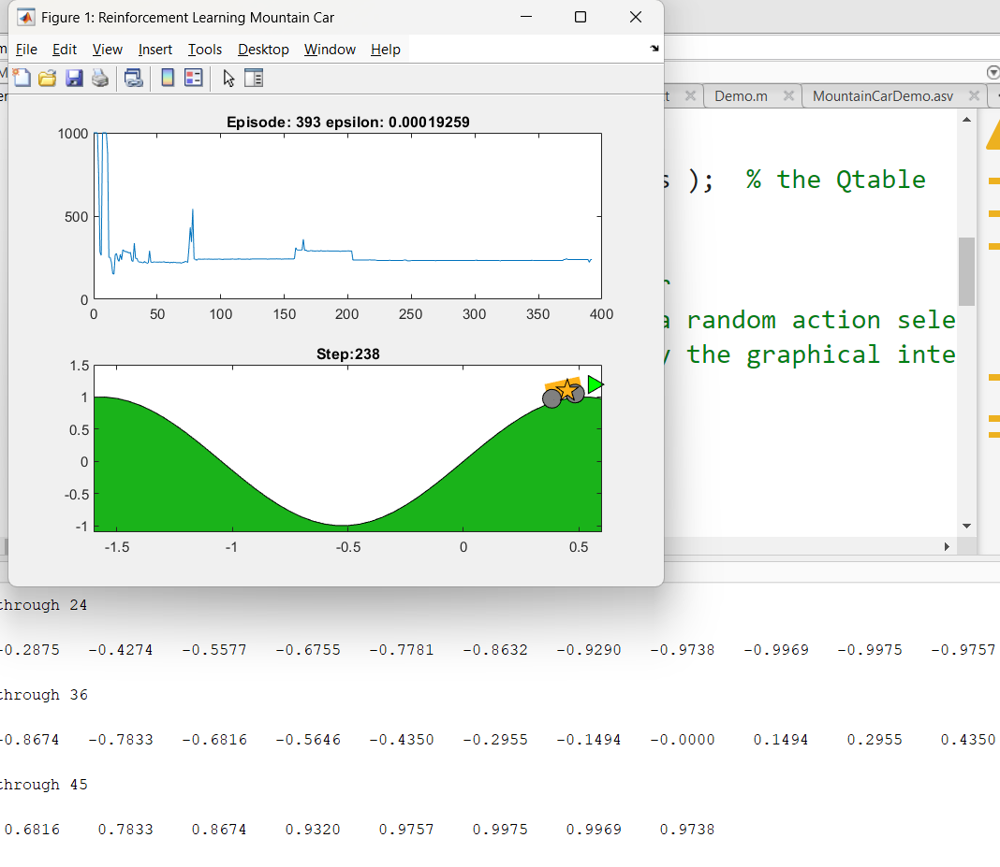 Figure 1: Reinforcement Learning Mountain Car
File Edit View Insert Tools Desktop Window Help
t Demo.m MountainCarDemo.asv
Episode: 393 epsilon: 0.00019259
1000
500
0
0 50 100 150 200 250 300 350 400
s ); % the Qtable
a random action sele
y the graphical inte
Step:238
1.5
1
0.5
0
-0.5
-1
-1.5 -1 -0.5 0 0.5
through 24
-0.2875 -0.4274 -0.5577 -0.6755 -0.7781 -0.8632 -0.9290 -0.9738 -0.9969 -0.9975 -0.9757
through 36
-0.8674 -0.7833 -0.6816 -0.5646 -0.4350 -0.2955 -0.1494 -0.0000 0.1494 0.2955 0.4350
through 45
0.6816 0.7833 0.8674 0.9320 0.9757 0.9975 0.9969 0.9738